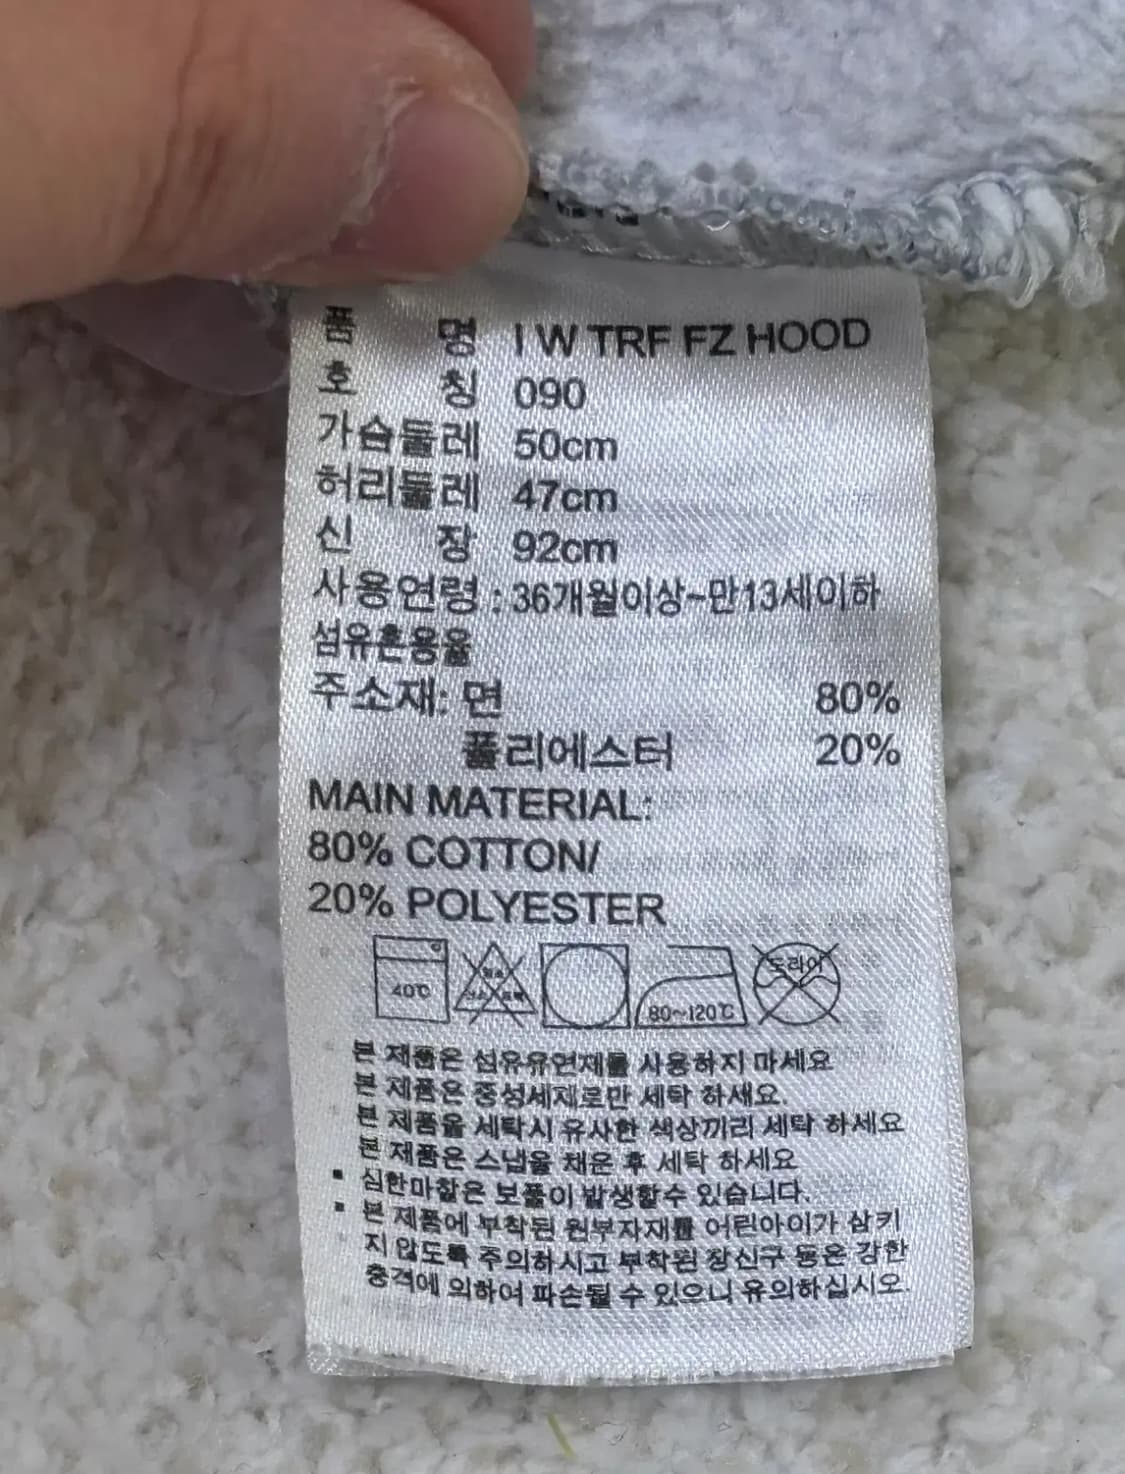 품 명 I W TRF FZ HOOD
호 칭 090
가슴둘레 50cm
허리둘레 47cm
신 장 92cm
사용연령 : 36개월이상~만13세이하
섬유혼용율
주소재: 면 80%
폴리에스터 20%
MAIN MATERIAL:
80% COTTON/
20% POLYESTER
40℃ 80~120℃ 드라이
본 제품은 섬유유연제를 사용하지 마세요
본 제품은 중성세제로만 세탁 하세요.
본 제품을 세탁시 유사한 색상끼리 세탁 하세요
본 제품은 스냅을 채운 후 세탁 하세요
▪ 심한마찰은 보풀이 발생할수 있습니다.
▪ 본 제품에 부착된 원부자재를 어린아이가 삼키
지 않도록 주의하시고 부착된 장신구 등은 강한
충격에 의하여 파손될 수 있으니 유의하십시오.